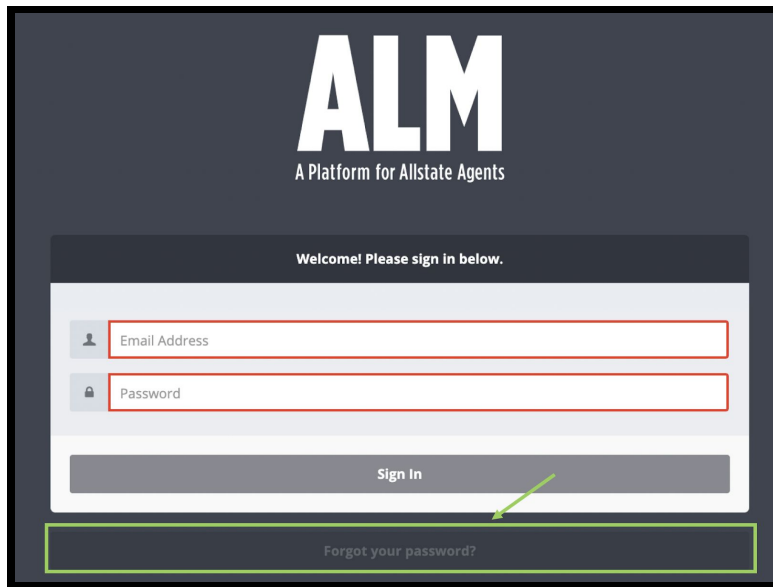 ALM
A Platform for Allstate Agents
Welcome! Please sign in below.
Email Address
Password
Sign In
Forgot your password?